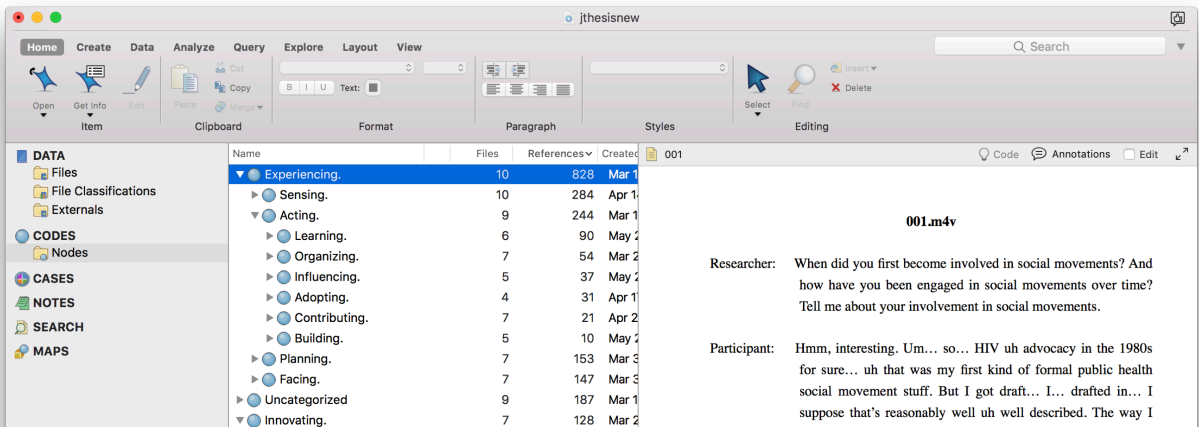 jthesisnew
Home Create Data Analyze Query Explore Layout View
Search
Open Get Info Edit Paste Cut Copy Merge
B I U Text:
Select Find Insert Delete
Item Clipboard Format Paragraph Styles Editing
DATA
Files
File Classifications
Externals
CODES
Nodes
CASES
NOTES
SEARCH
MAPS
Name Files References Created
Experiencing. 10 828 Mar 1
Sensing. 10 284 Apr 1
Acting. 9 244 Mar 1
Learning. 6 90 May 2
Organizing. 7 54 Mar 2
Influencing. 5 37 May 2
Adopting. 4 31 Apr 1
Contributing. 7 21 Apr 2
Building. 5 10 May 2
Planning. 7 153 Mar 3
Facing. 7 147 Mar 3
Uncategorized 9 187 Mar 1
Innovating. 7 128 Mar 2
001 Code Annotations Edit
001.m4v
Researcher: When did you first become involved in social movements? And
how have you been engaged in social movements over time?
Tell me about your involvement in social movements.
Participant: Hmm, interesting. Um… so… HIV uh advocacy in the 1980s
for sure… uh that was my first kind of formal public health
social movement stuff. But I got draft… I… drafted in… I
suppose that’s reasonably well uh well described. The way I